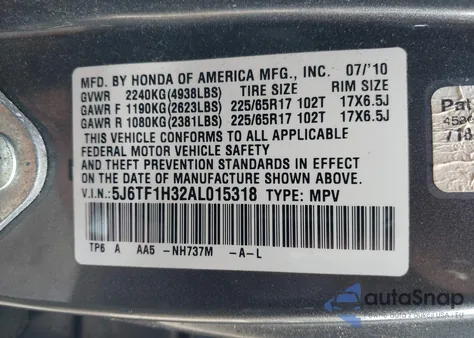 MFD. BY HONDA OF AMERICA MFG., INC. 07/'10
GVWR 2240KG(4938LBS) TIRE SIZE RIM SIZE
GAWR F 1190KG(2623LBS) 225/65R17 102T 17X6.5J
GAWR R 1080KG(2381LBS) 225/65R17 102T 17X6.5J
THIS VEHICLE CONFORMS TO ALL APPLICABLE
FEDERAL MOTOR VEHICLE
SAFETY AND BUMPER STANDARDS IN EFFECT
ON THE DATE OF MANUFACTURE SHOWN ABOVE.
V.I.N.:5J6TF1H32AL015318 TYPE: MPV
TP6 A AA5 -NH737M -A-L
autoSnap